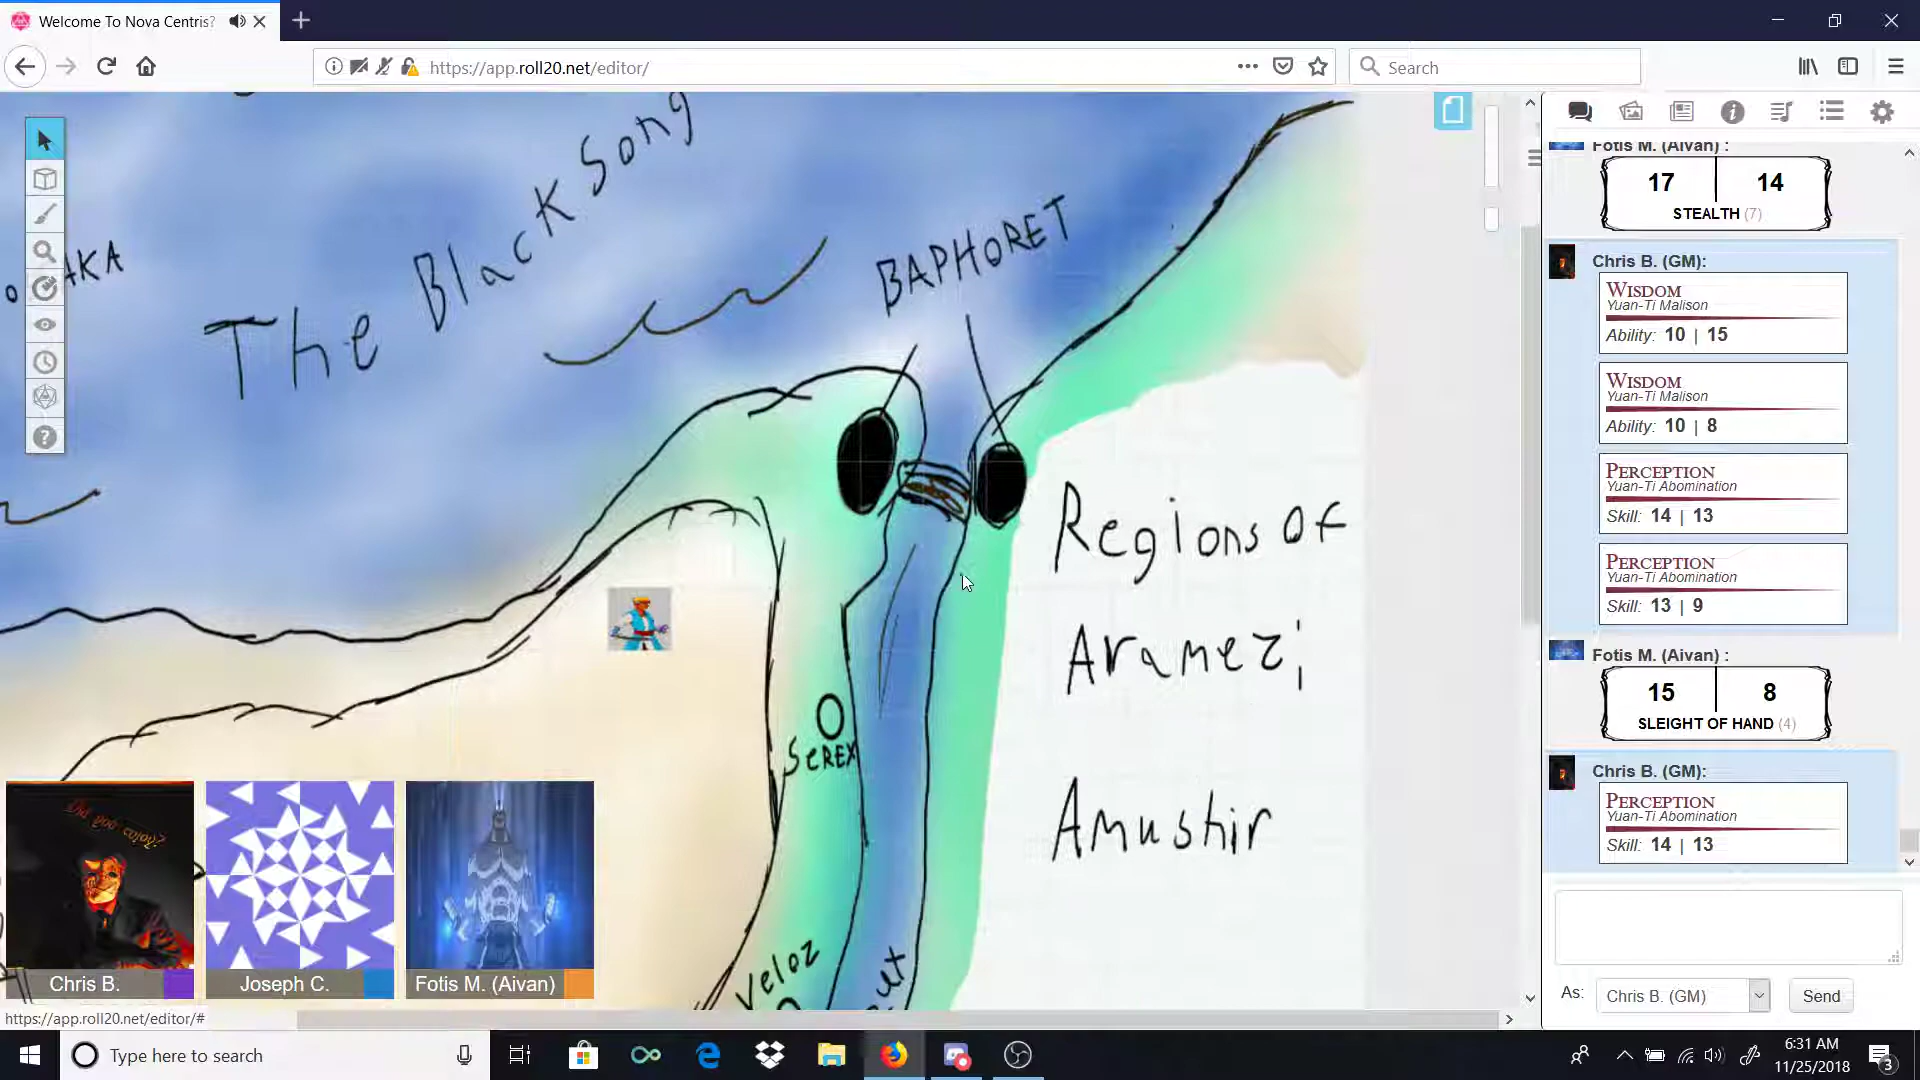 Welcome To Nova Centris?
https://app.roll20.net/editor/
Search
The Black Song
AKA
BAPHORET
Regions Of
Aramezi
Amushir
SEREX
Veloz
Chris B.
Joseph C.
Fotis M. (Aivan)
https://app.roll20.net/editor/#
Fotis M. (Aivan) :
17 14
STEALTH (7)
Chris B. (GM):
WISDOM
Yuan-Ti Malison
Ability: 10 | 15
WISDOM
Yuan-Ti Malison
Ability: 10 | 8
PERCEPTION
Yuan-Ti Abomination
Skill: 14 | 13
PERCEPTION
Yuan-Ti Abomination
Skill: 13 | 9
Fotis M. (Aivan) :
15 8
SLEIGHT OF HAND (4)
Chris B. (GM):
PERCEPTION
Yuan-Ti Abomination
Skill: 14 | 13
As: Chris B. (GM) Send
Type here to search
6:31 AM
11/25/2018
3